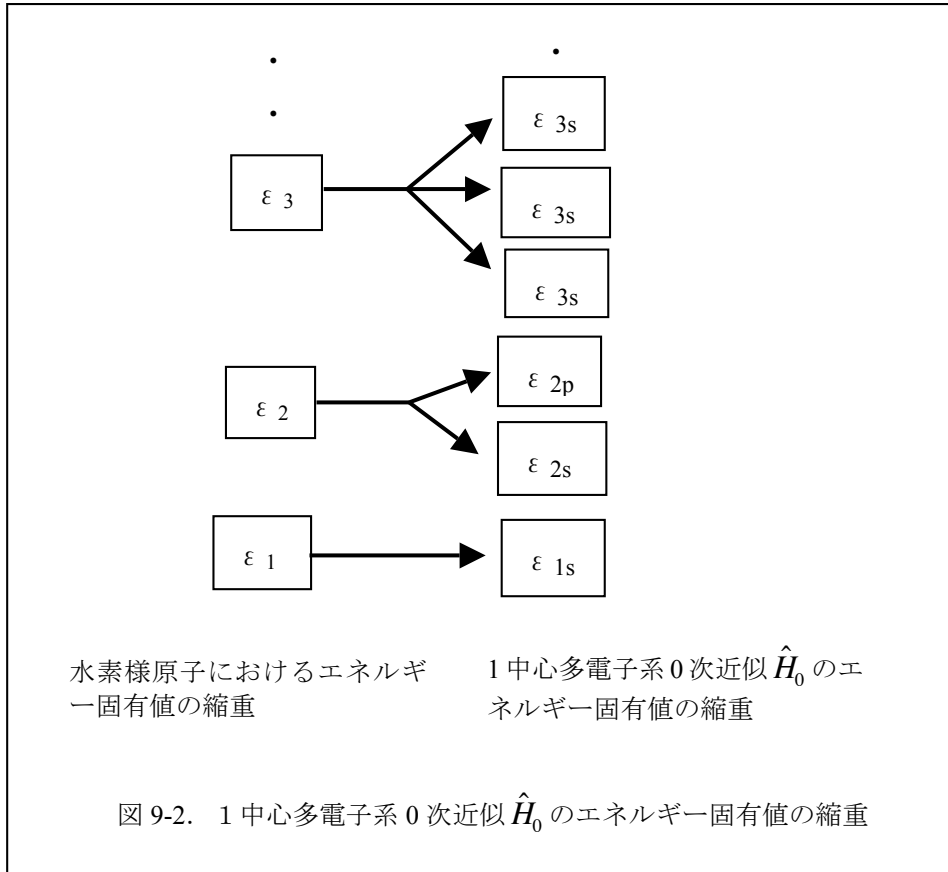 ε 3s
ε 3
ε 3s
ε 3s
ε 2p
ε 2
ε 2s
ε 1
ε 1s
水素様原子におけるエネルギ
ー固有値の縮重
1 中心多電子系 0 次近似 Ĥ₀ のエ
ネルギー固有値の縮重
図 9-2. 1 中心多電子系 0 次近似 Ĥ₀ のエネルギー固有値の縮重